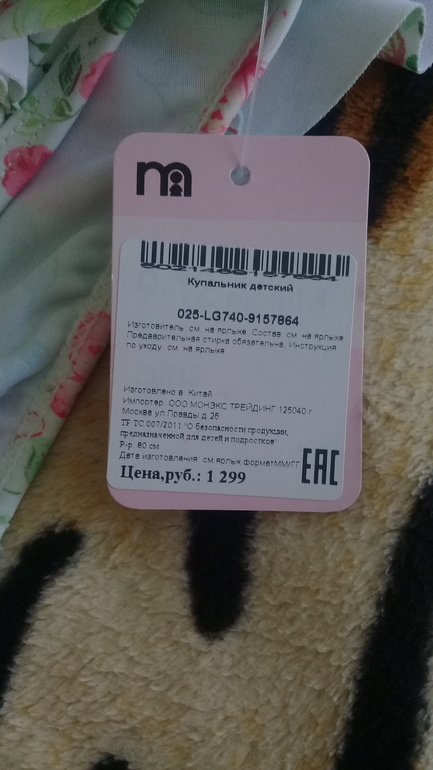 m
Купальник детский
025-LG740-9157864
Изготовитель см. на ярлыке. Состав см. на ярлыке
Предварительная стирка обязательна. Инструкция
по уходу см. на ярлыке
Изготовлено в Китай
Импортер: ООО МОНЭКС ТРЕЙДИНГ 125040 г
Москва ул.Правды д 26
ТР ТС 007/2011 "О безопасности продукции,
предназначенной для детей и подростков"
Р-р: 80 см
Дата изготовления: см ярлык форматММ/ГГ
EAC
Цена,руб.: 1 299